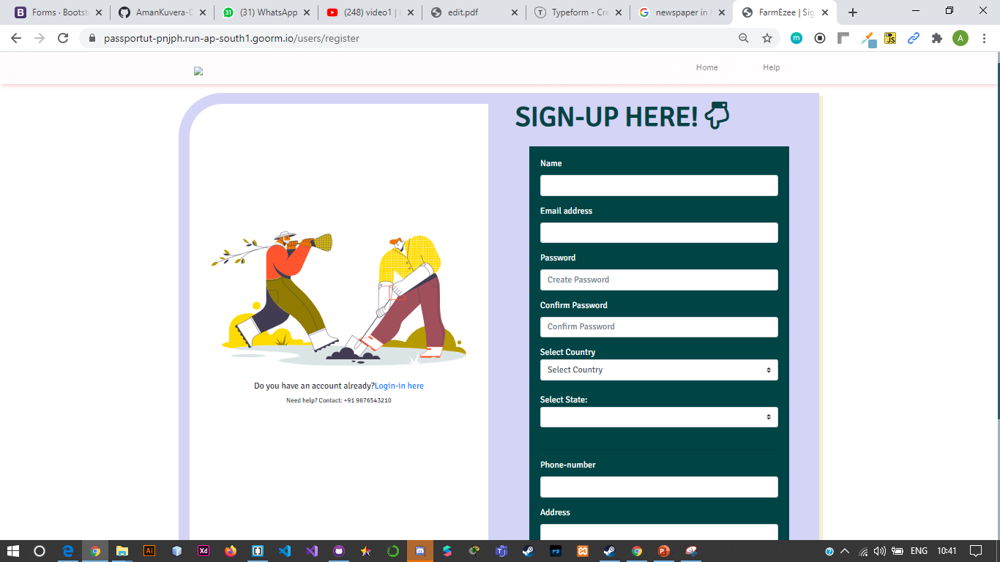 Forms · Bootst
AmanKuvera-D
(31) WhatsApp
(248) video1 |
edit.pdf
Typeform - Cre
newspaper in
FarmEzee | Sig
passportut-pnjph.run-ap-south1.goorm.io/users/register
A
Home
Help
SIGN-UP HERE!
Name
Email address
Password
Create Password
Confirm Password
Confirm Password
Select Country
Select Country
Select State:
Phone-number
Address
Do you have an account already?Login-in here
Need help? Contact: +91 9876543210
ENG
10:41